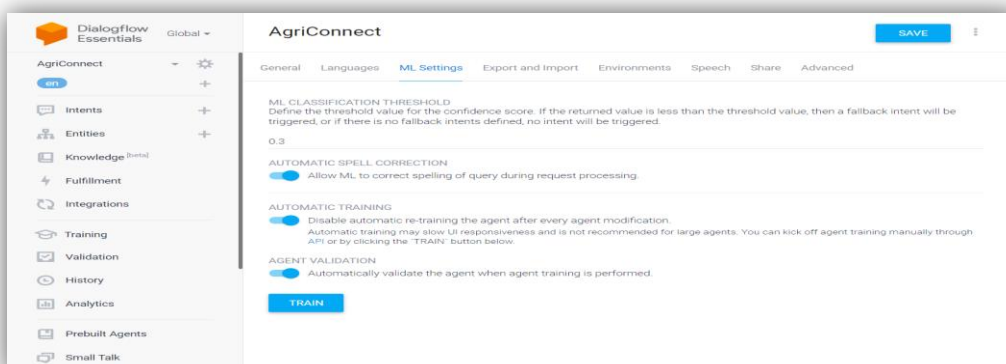 Dialogflow
Essentials
Global
AgriConnect
SAVE
AgriConnect
en
General Languages ML Settings Export and Import Environments Speech Share Advanced
Intents
Entities
Knowledge [beta]
Fulfillment
Integrations
Training
Validation
History
Analytics
Prebuilt Agents
Small Talk
ML CLASSIFICATION THRESHOLD
Define the threshold value for the confidence score. If the returned value is less than the threshold value, then a fallback intent will be
triggered, or if there is no fallback intents defined, no intent will be triggered.
0.3
AUTOMATIC SPELL CORRECTION
Allow ML to correct spelling of query during request processing.
AUTOMATIC TRAINING
Disable automatic re-training the agent after every agent modification.
Automatic training may slow UI responsiveness and is not recommended for large agents. You can kick off agent training manually through
API or by clicking the `TRAIN` button below.
AGENT VALIDATION
Automatically validate the agent when agent training is performed.
TRAIN